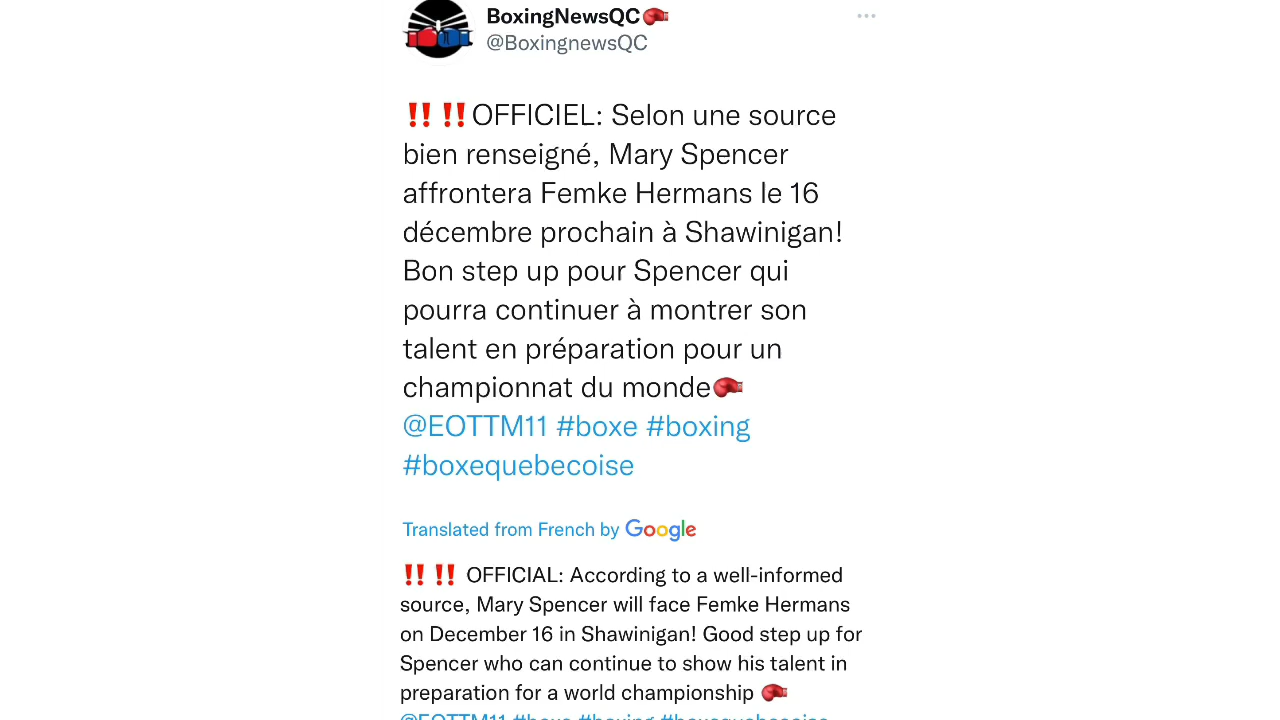 BoxingNewsQC🥊
@BoxingnewsQC
‼️ ‼️OFFICIEL: Selon une source
bien renseigné, Mary Spencer
affrontera Femke Hermans le 16
décembre prochain à Shawinigan!
Bon step up pour Spencer qui
pourra continuer à montrer son
talent en préparation pour un
championnat du monde🥊
@EOTTM11 #boxe #boxing
#boxequebecoise
Translated from French by Google
‼️ ‼️ OFFICIAL: According to a well-informed
source, Mary Spencer will face Femke Hermans
on December 16 in Shawinigan! Good step up for
Spencer who can continue to show his talent in
preparation for a world championship 🥊
@EOTTM11 #boxe #boxing #boxequebecoise